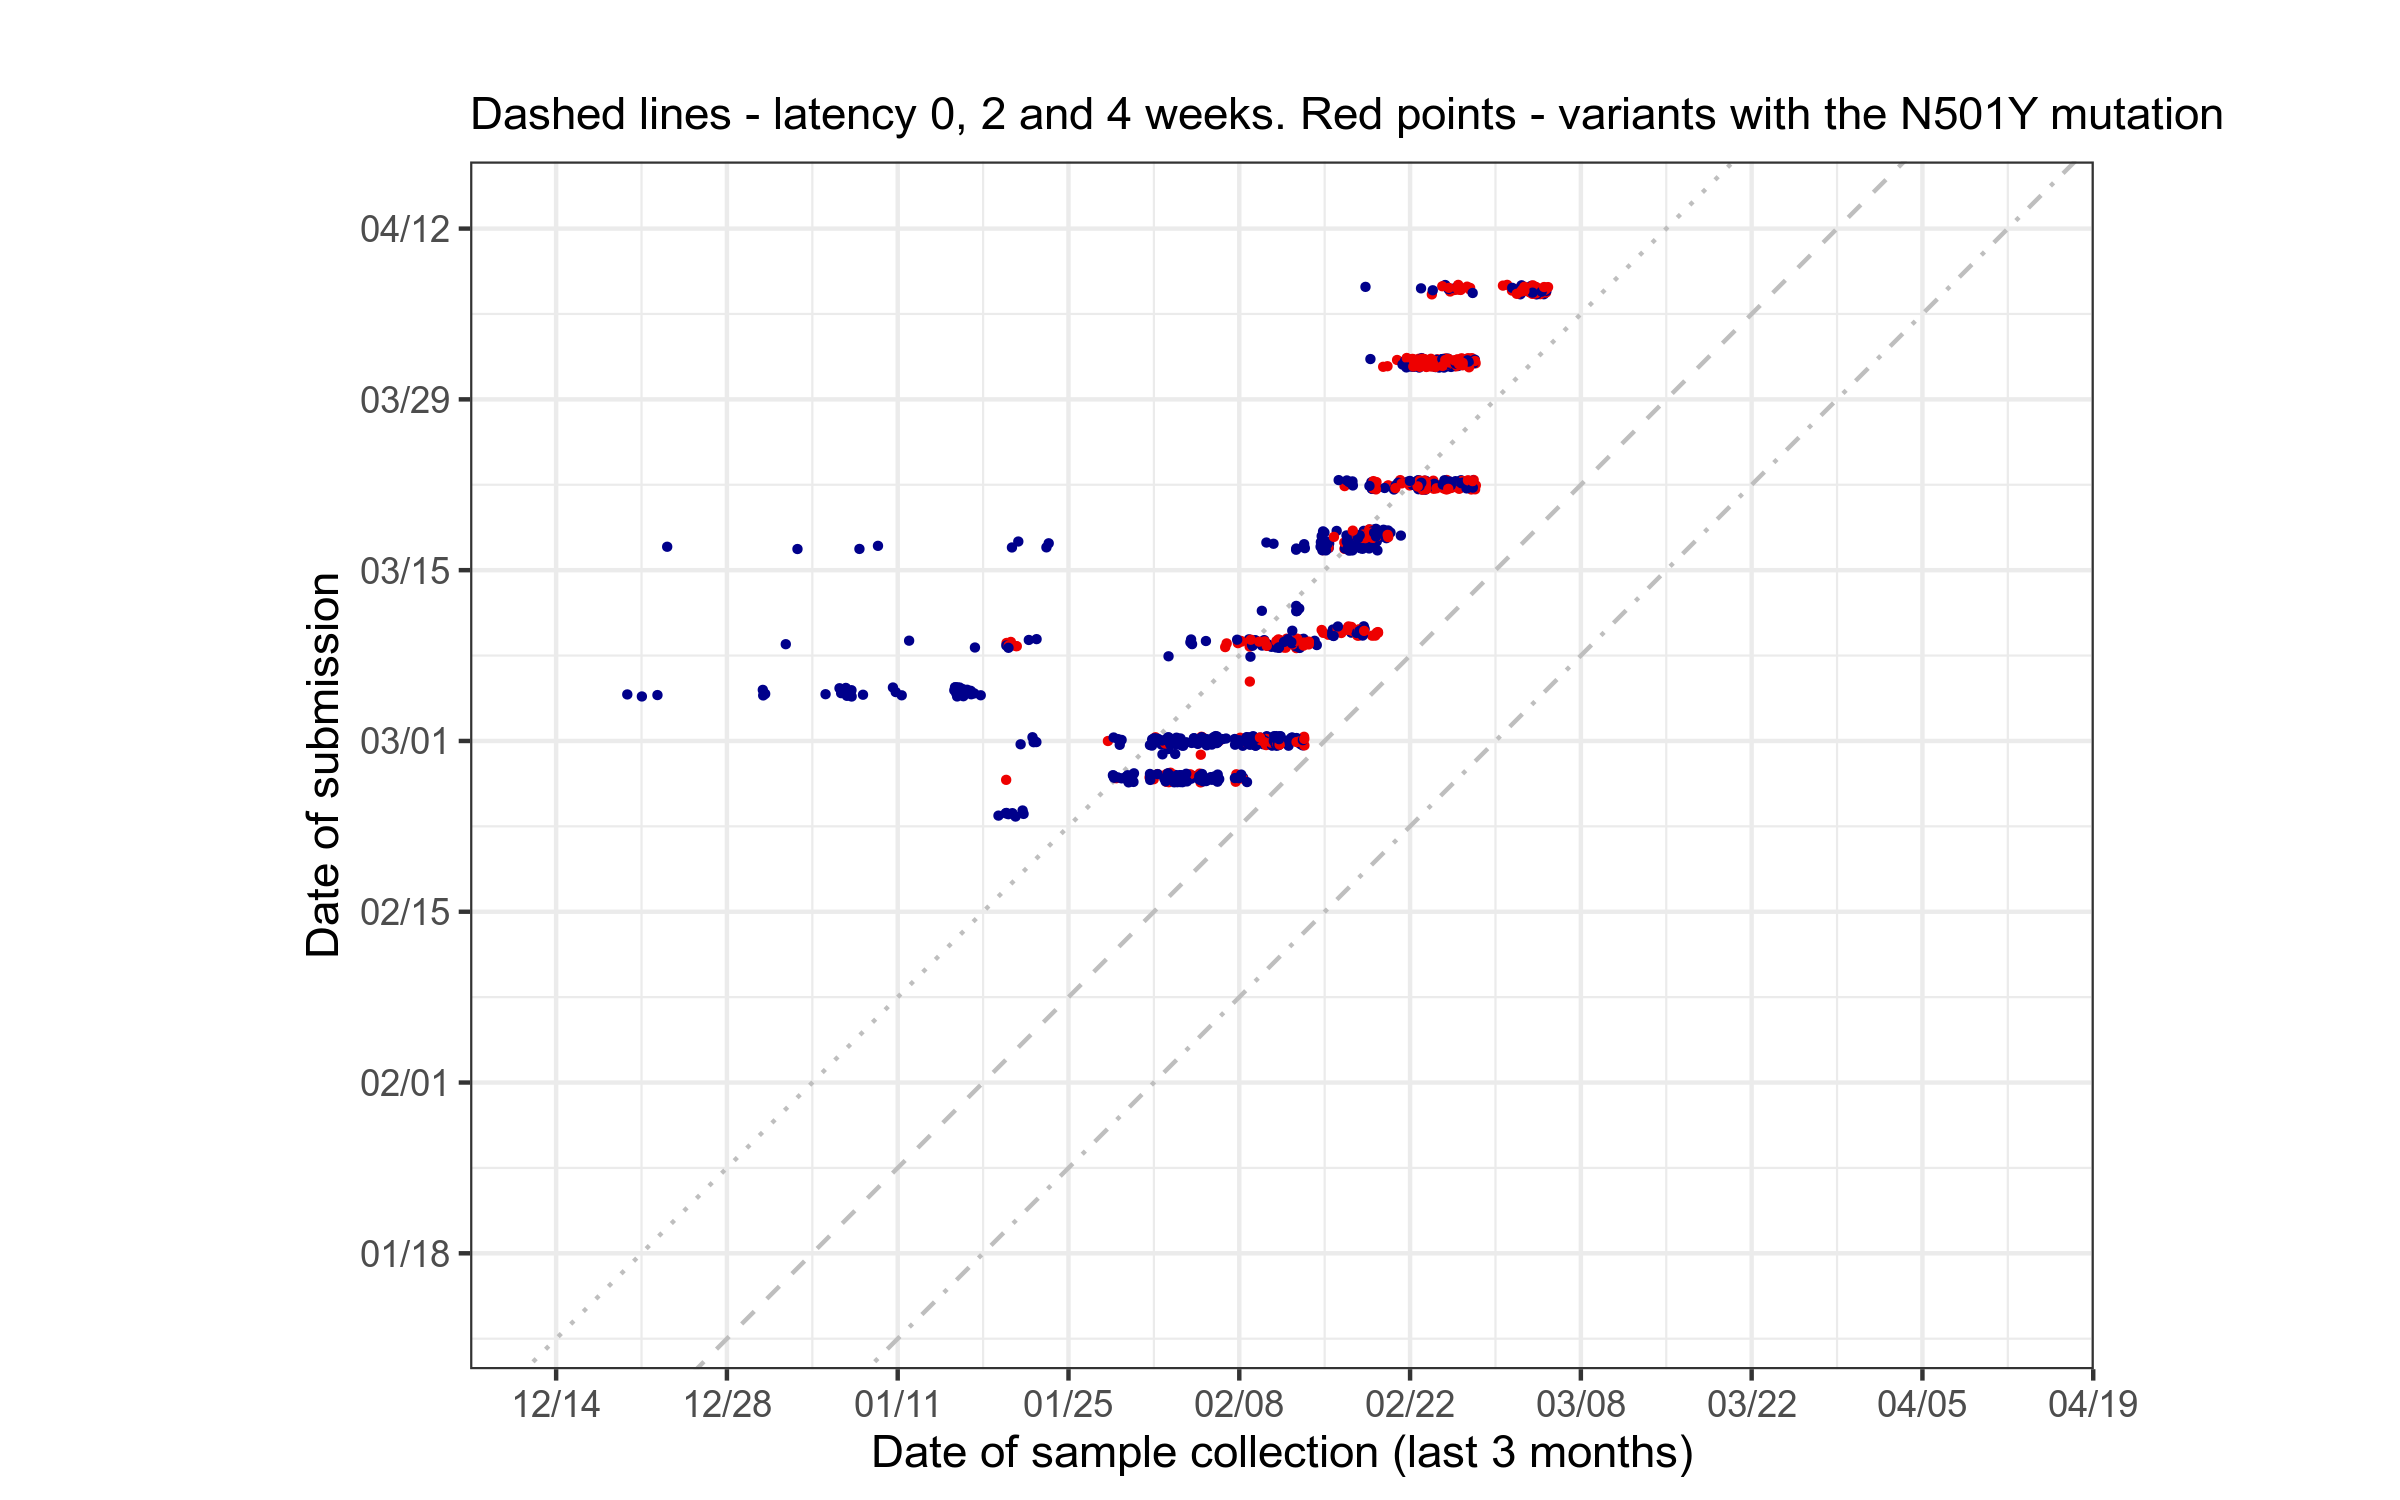 Dashed lines - latency 0, 2 and 4 weeks. Red points - variants with the N501Y mutation
04/12
03/29
03/15
03/01
02/15
02/01
01/18
Date of submission
12/14 12/28 01/11 01/25 02/08 02/22 03/08 03/22 04/05 04/19
Date of sample collection (last 3 months)